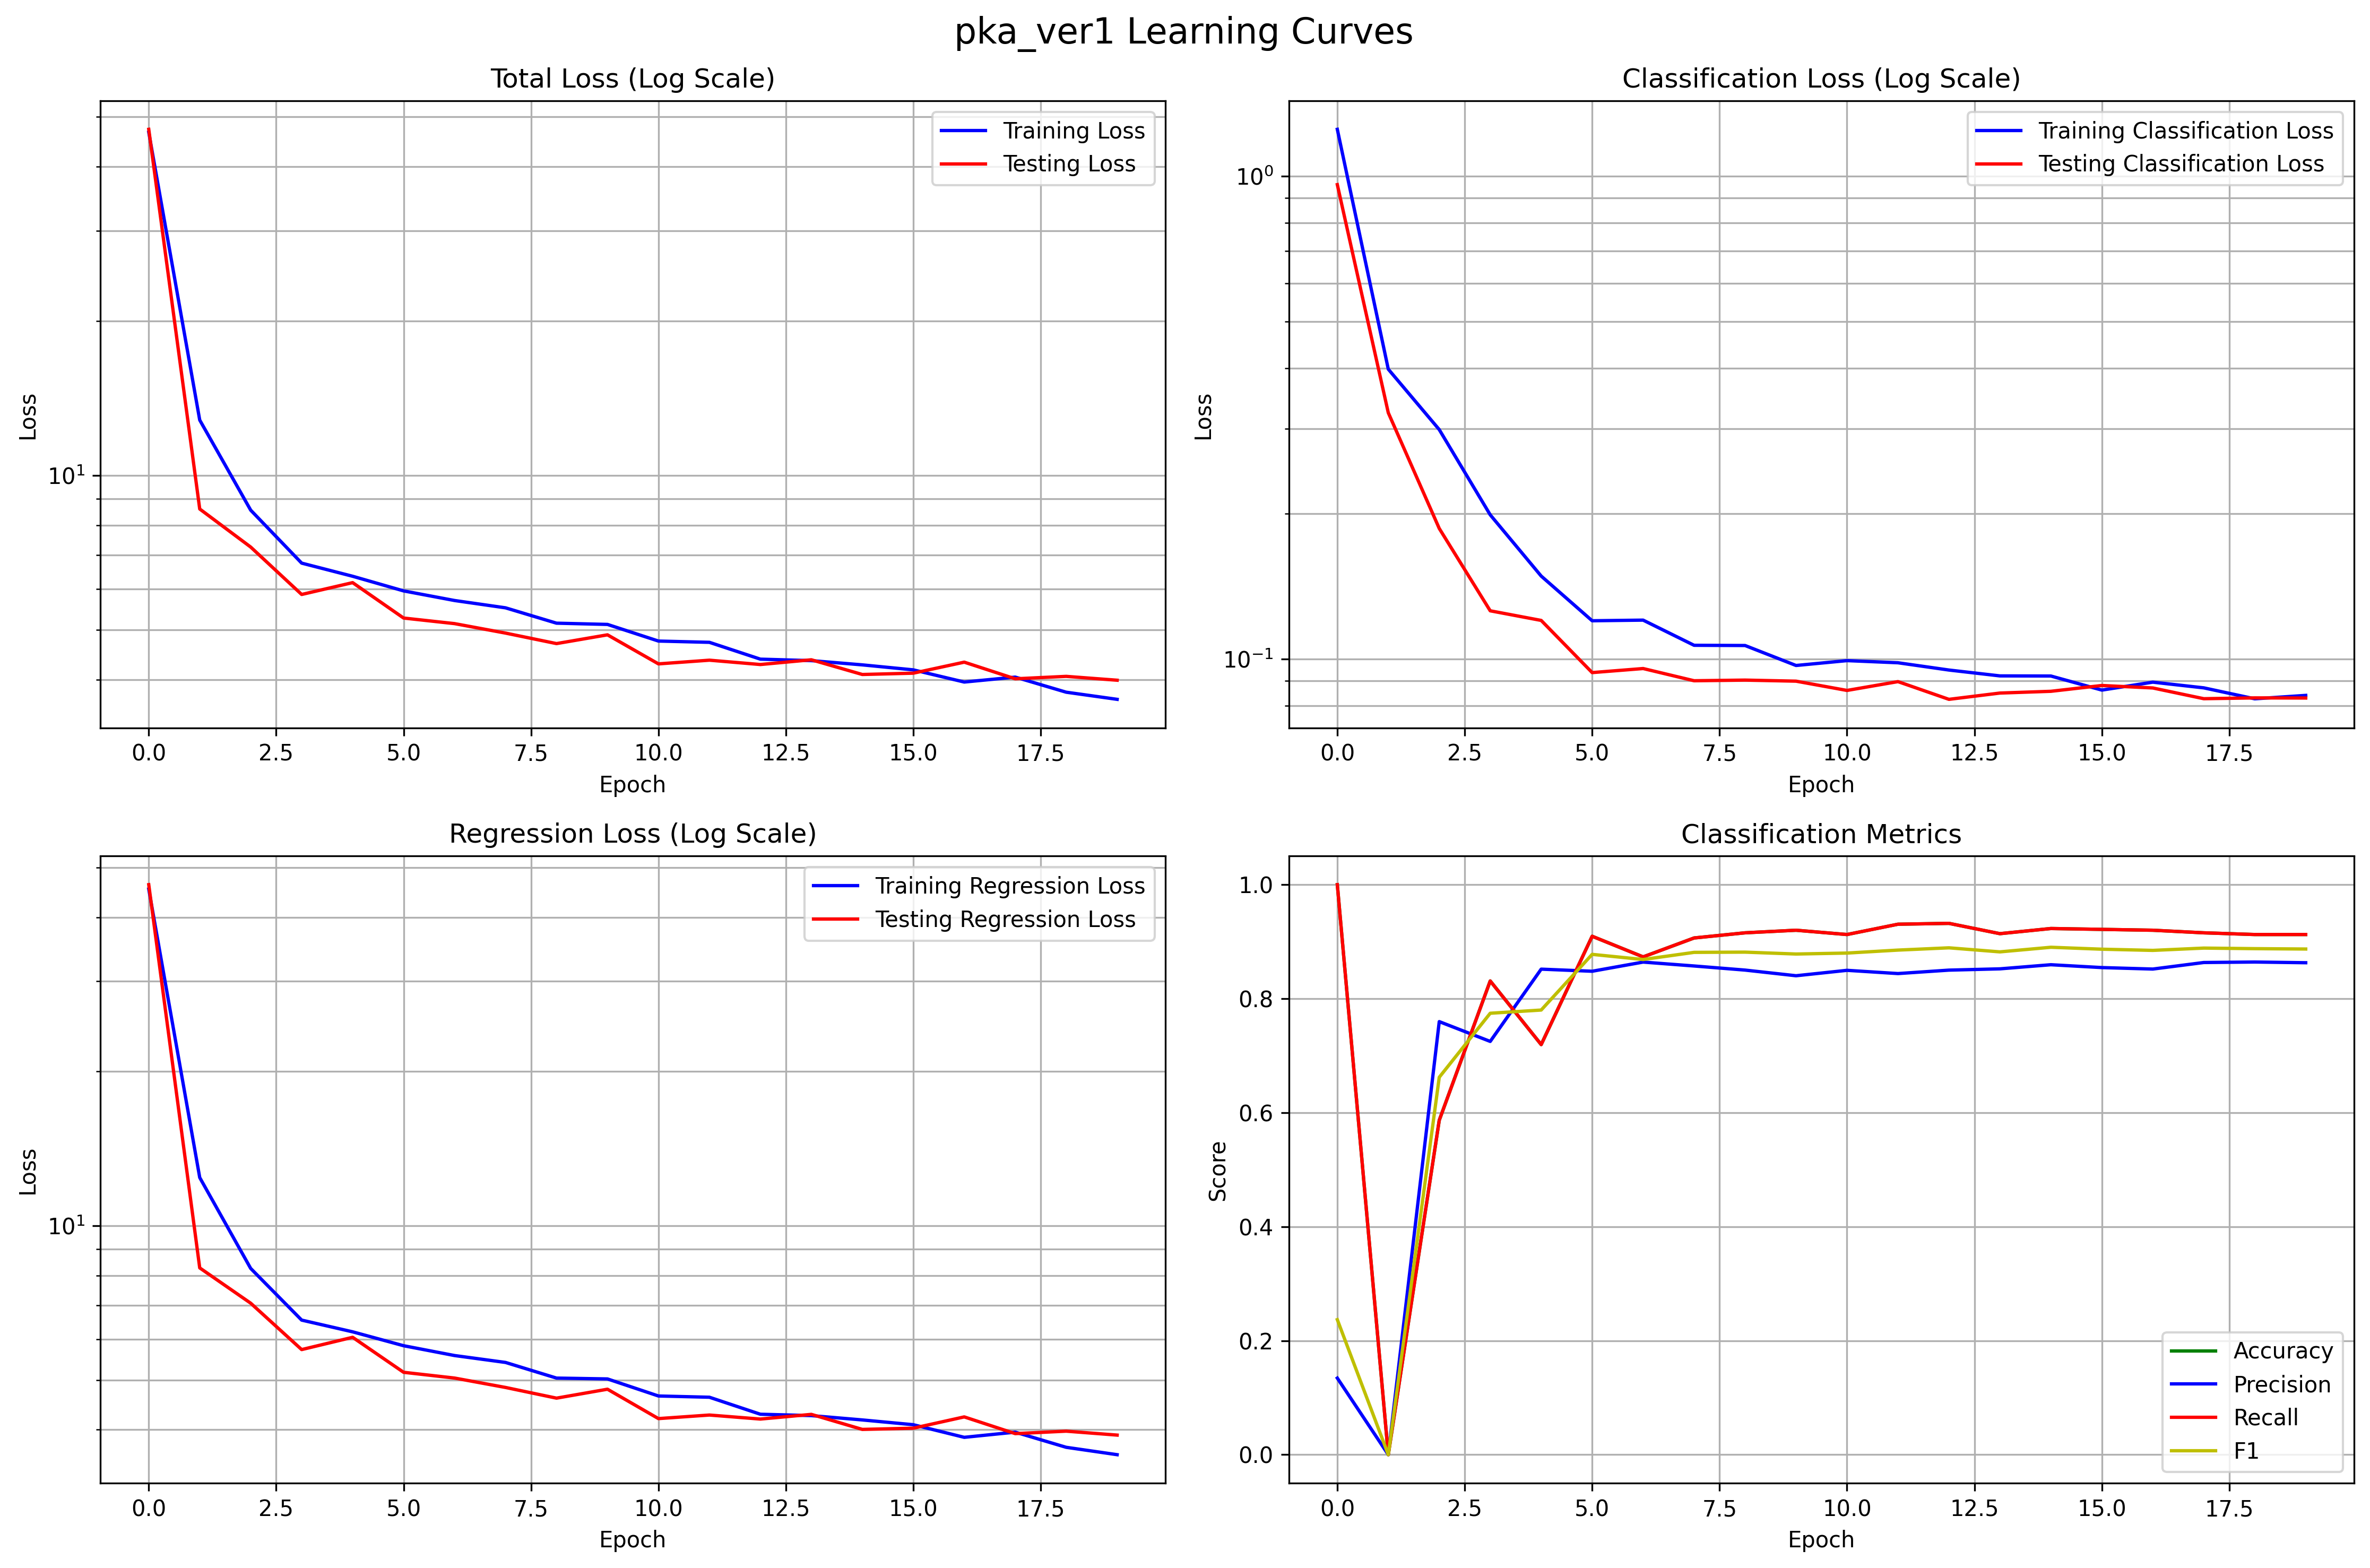 pka_ver1 Learning Curves
Total Loss (Log Scale)
Training Loss
Testing Loss
Loss
10¹
0.0 2.5 5.0 7.5 10.0 12.5 15.0 17.5
Epoch
Classification Loss (Log Scale)
Training Classification Loss
Testing Classification Loss
Loss
10⁰
10⁻¹
0.0 2.5 5.0 7.5 10.0 12.5 15.0 17.5
Epoch
Regression Loss (Log Scale)
Training Regression Loss
Testing Regression Loss
Loss
10¹
0.0 2.5 5.0 7.5 10.0 12.5 15.0 17.5
Epoch
Classification Metrics
Score
1.0
0.8
0.6
0.4
0.2
0.0
Accuracy
Precision
Recall
F1
0.0 2.5 5.0 7.5 10.0 12.5 15.0 17.5
Epoch